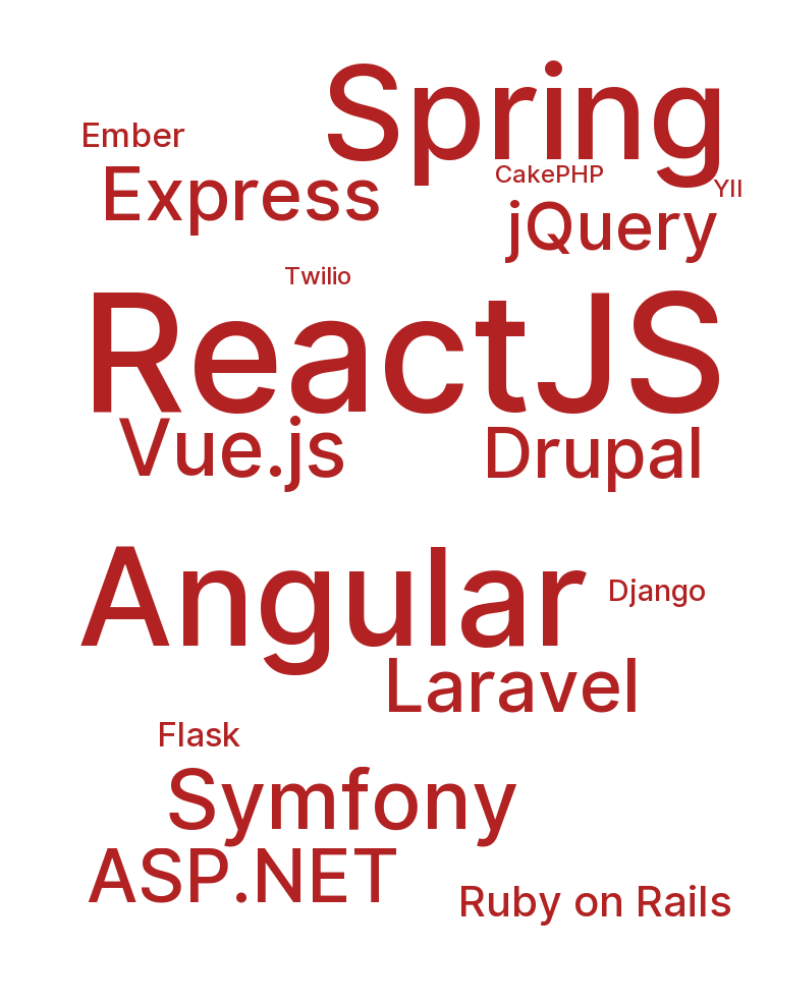 Spring
Ember
Express
CakePHP
YII
jQuery
Twilio
ReactJS
Vue.js
Drupal
Angular
Django
Laravel
Flask
Symfony
ASP.NET
Ruby on Rails